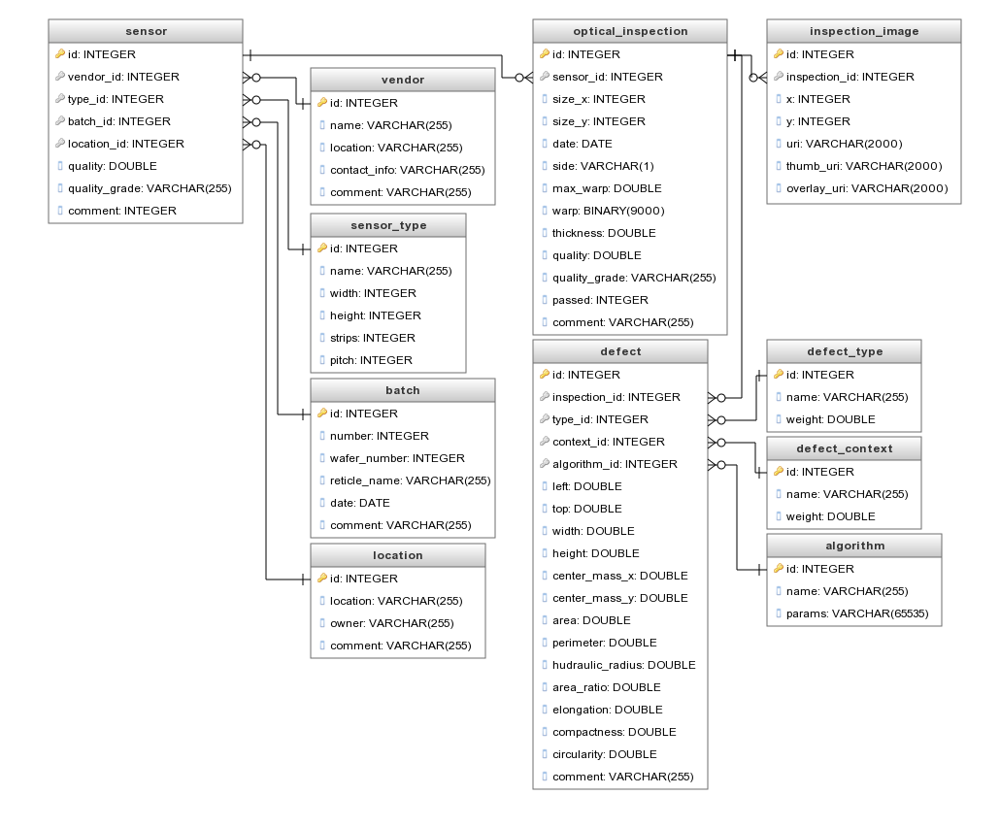 sensor
id: INTEGER
vendor_id: INTEGER
type_id: INTEGER
batch_id: INTEGER
location_id: INTEGER
quality: DOUBLE
quality_grade: VARCHAR(255)
comment: INTEGER
vendor
id: INTEGER
name: VARCHAR(255)
location: VARCHAR(255)
contact_info: VARCHAR(255)
comment: VARCHAR(255)
sensor_type
id: INTEGER
name: VARCHAR(255)
width: INTEGER
height: INTEGER
strips: INTEGER
pitch: INTEGER
batch
id: INTEGER
number: INTEGER
wafer_number: INTEGER
reticle_name: VARCHAR(255)
date: DATE
comment: VARCHAR(255)
location
id: INTEGER
location: VARCHAR(255)
owner: VARCHAR(255)
comment: VARCHAR(255)
optical_inspection
id: INTEGER
sensor_id: INTEGER
size_x: INTEGER
size_y: INTEGER
date: DATE
side: VARCHAR(1)
max_warp: DOUBLE
warp: BINARY(9000)
thickness: DOUBLE
quality: DOUBLE
quality_grade: VARCHAR(255)
passed: INTEGER
comment: VARCHAR(255)
defect
id: INTEGER
inspection_id: INTEGER
type_id: INTEGER
context_id: INTEGER
algorithm_id: INTEGER
left: DOUBLE
top: DOUBLE
width: DOUBLE
height: DOUBLE
center_mass_x: DOUBLE
center_mass_y: DOUBLE
area: DOUBLE
perimeter: DOUBLE
hudraulic_radius: DOUBLE
area_ratio: DOUBLE
elongation: DOUBLE
compactness: DOUBLE
circularity: DOUBLE
comment: VARCHAR(255)
inspection_image
id: INTEGER
inspection_id: INTEGER
x: INTEGER
y: INTEGER
uri: VARCHAR(2000)
thumb_uri: VARCHAR(2000)
overlay_uri: VARCHAR(2000)
defect_type
id: INTEGER
name: VARCHAR(255)
weight: DOUBLE
defect_context
id: INTEGER
name: VARCHAR(255)
weight: DOUBLE
algorithm
id: INTEGER
name: VARCHAR(255)
params: VARCHAR(65535)